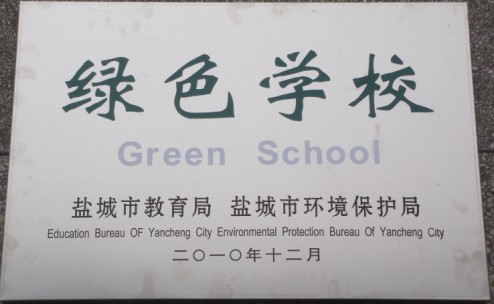 绿色学校
Green School
盐城市教育局 盐城市环境保护局
Education Bureau OF Yancheng City Environmental Protection Bureau Of Yancheng City
二〇一〇年十二月